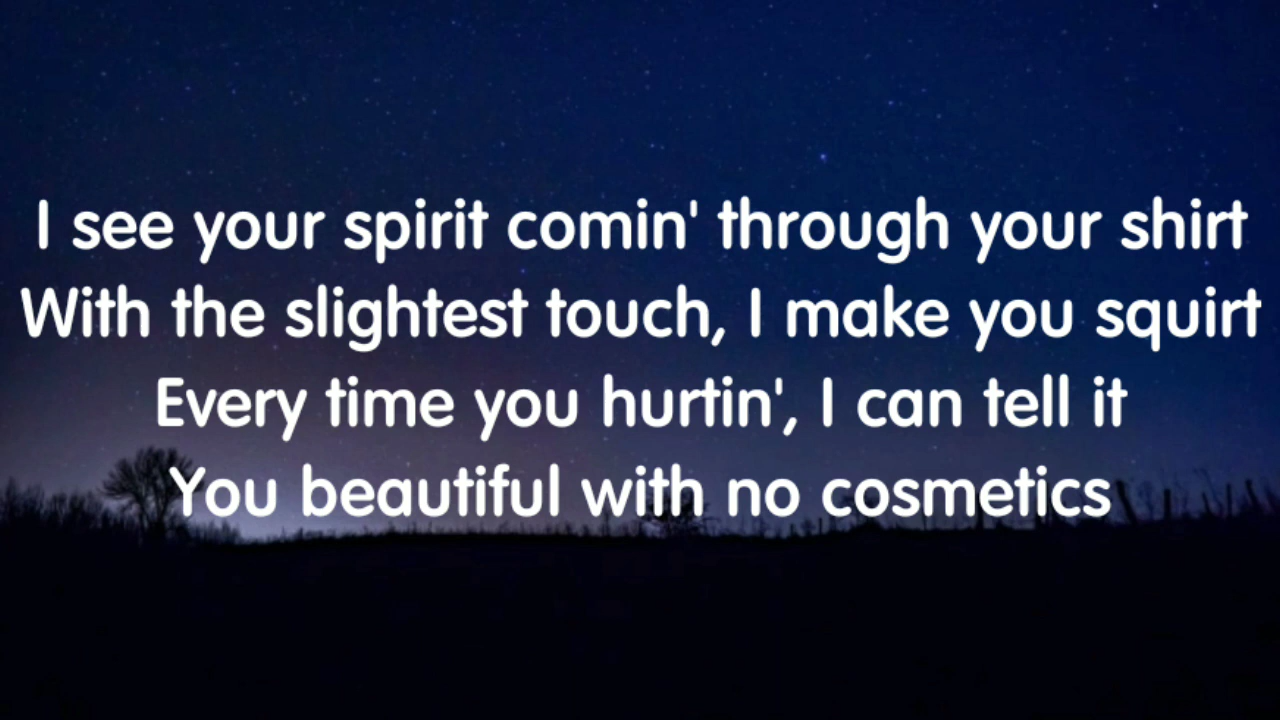 I see your spirit comin' through your shirt
With the slightest touch, I make you squirt
Every time you hurtin', I can tell it
You beautiful with no cosmetics